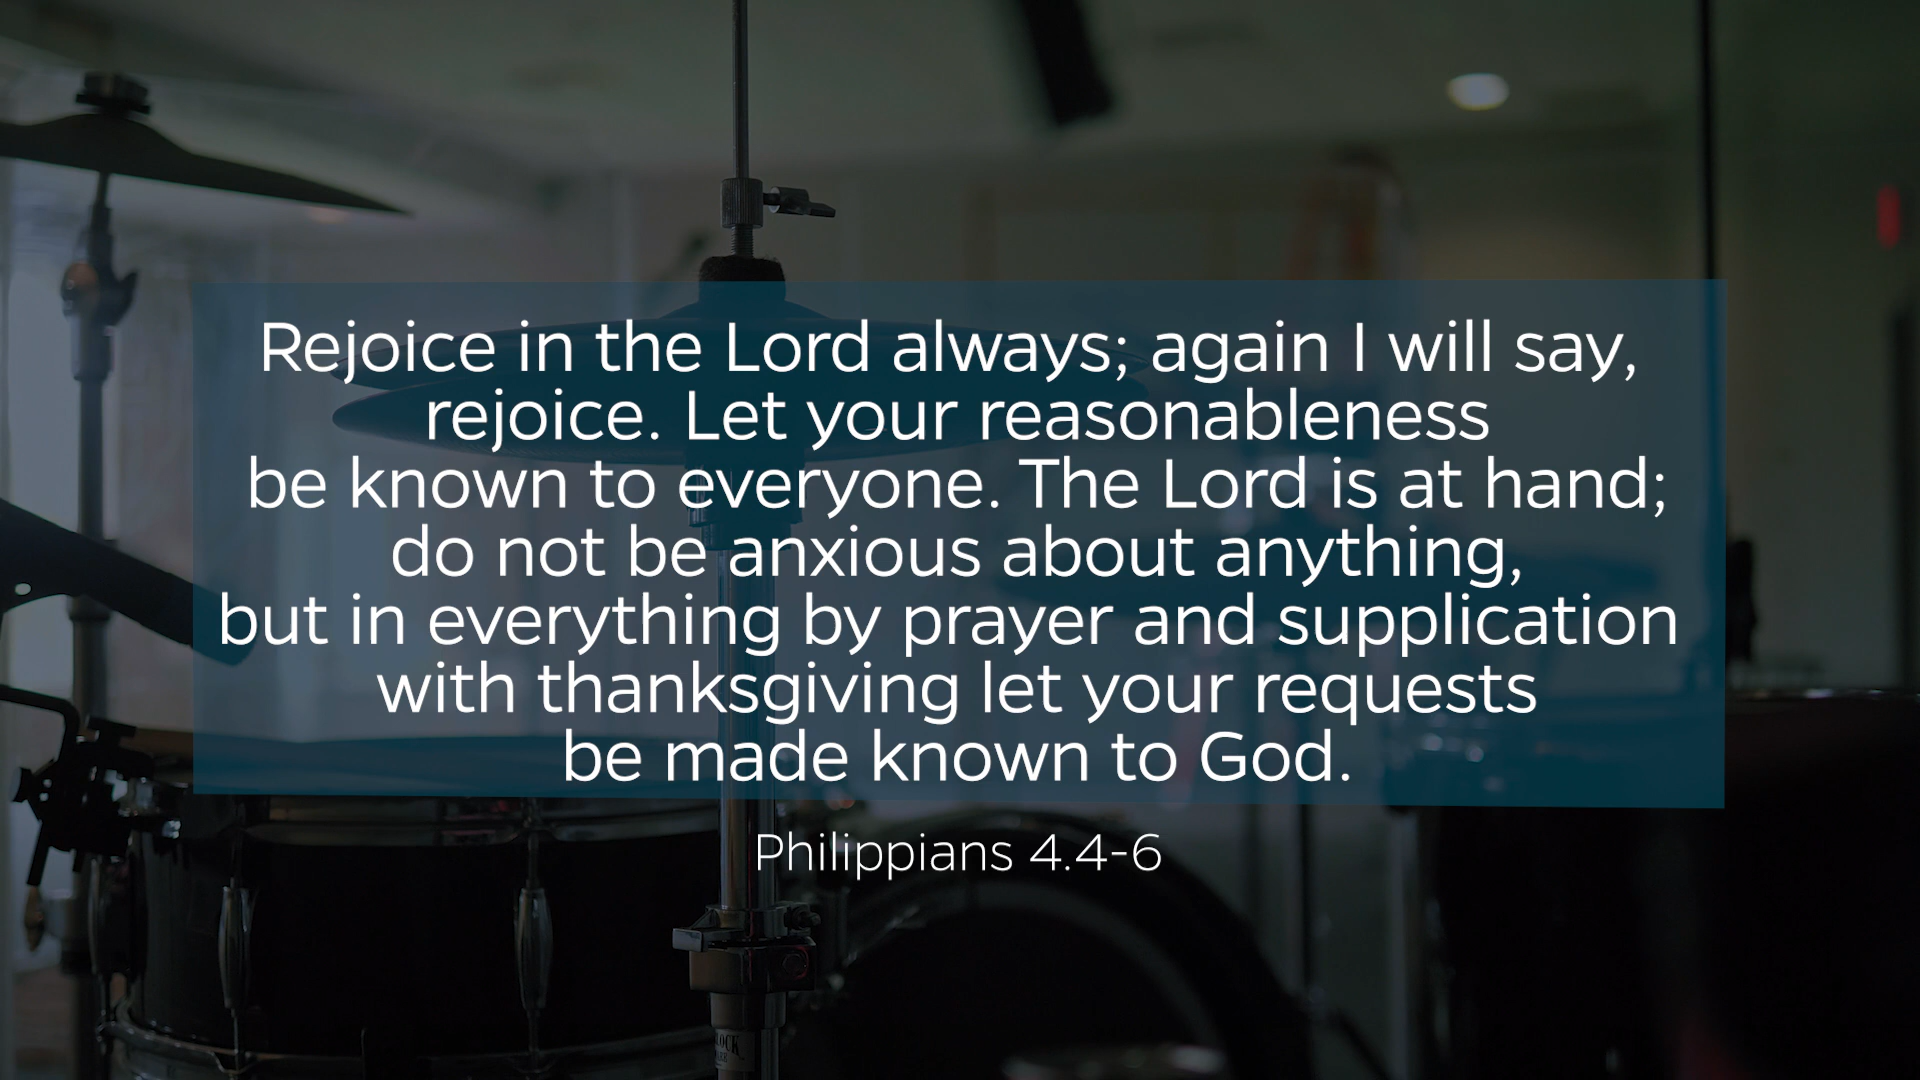 Rejoice in the Lord always; again I will say,
rejoice. Let your reasonableness
be known to everyone. The Lord is at hand;
do not be anxious about anything,
but in everything by prayer and supplication
with thanksgiving let your requests
be made known to God.
Philippians 4.4-6